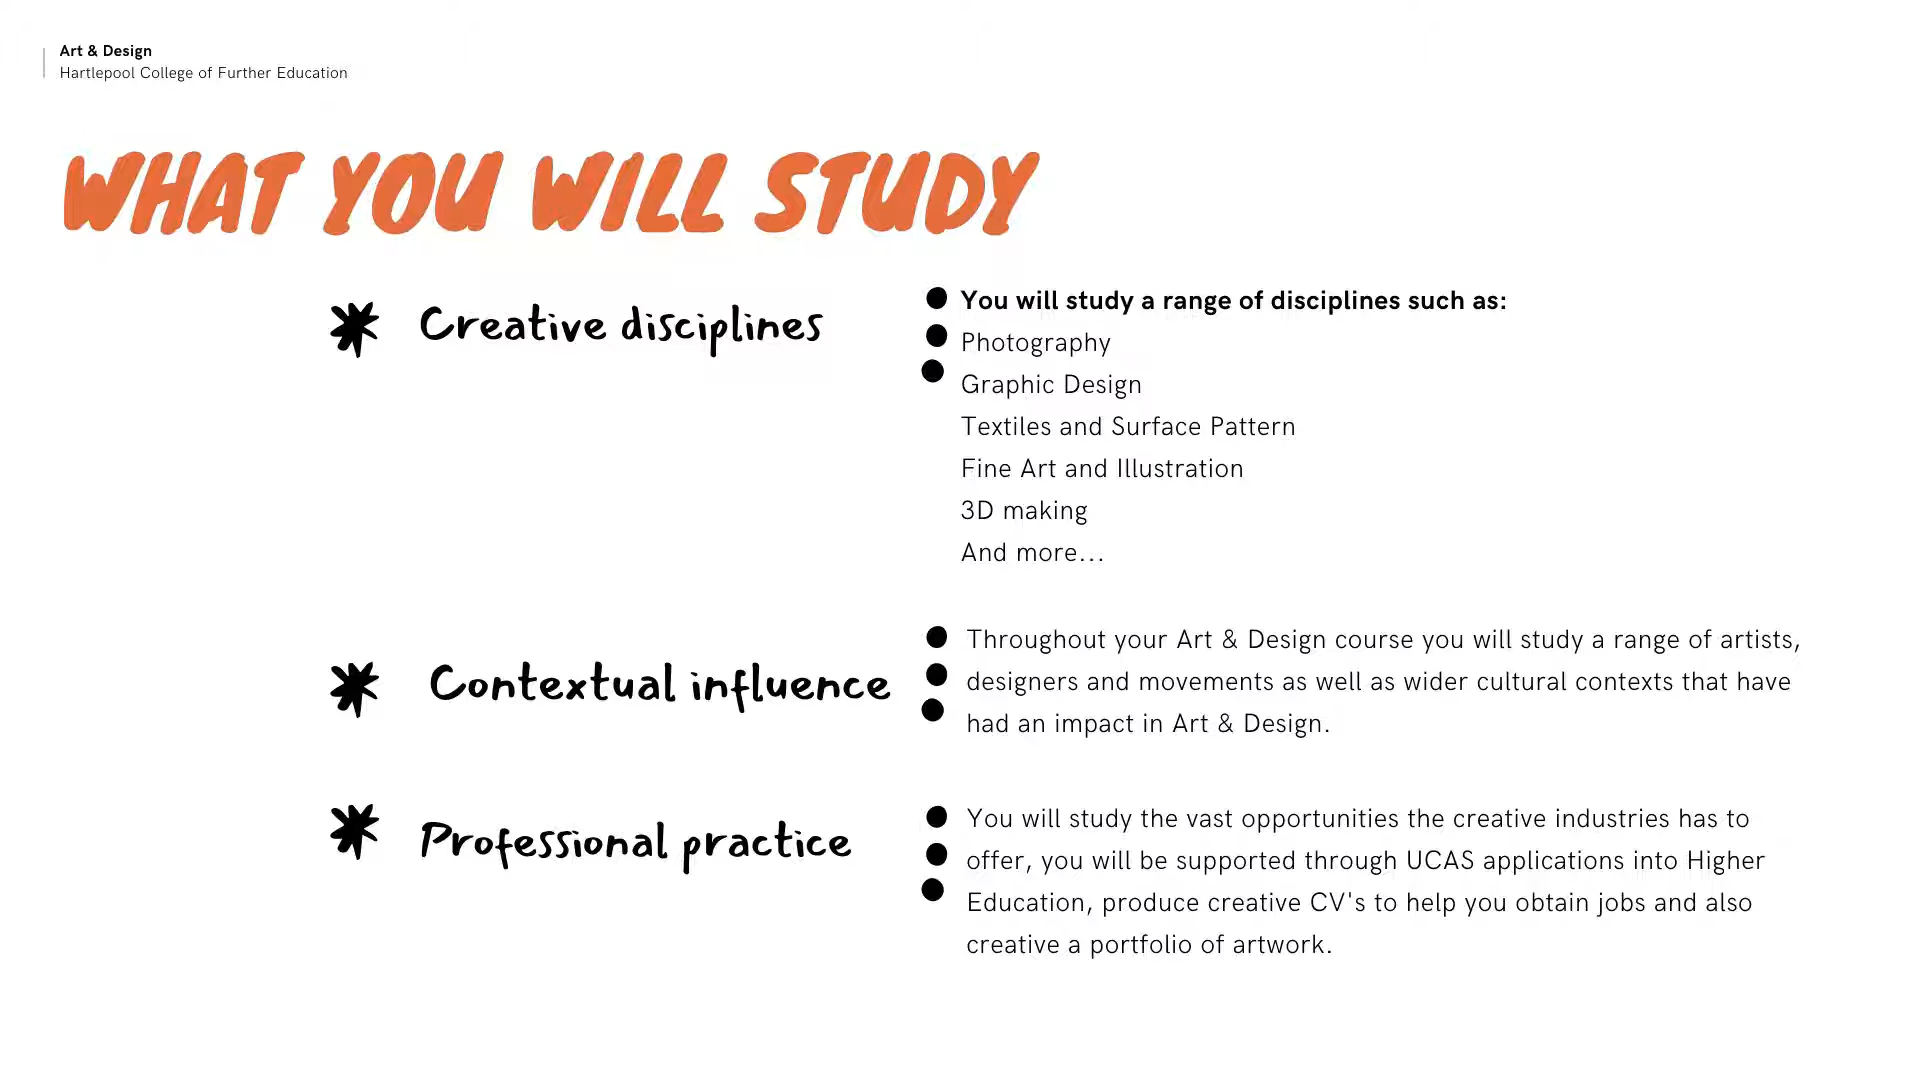 Art & Design
Hartlepool College of Further Education
WHAT YOU WILL STUDY
Creative disciplines
You will study a range of disciplines such as:
Photography
Graphic Design
Textiles and Surface Pattern
Fine Art and Illustration
3D making
And more...
Contextual influence
Throughout your Art & Design course you will study a range of artists,
designers and movements as well as wider cultural contexts that have
had an impact in Art & Design.
Professional practice
You will study the vast opportunities the creative industries has to
offer, you will be supported through UCAS applications into Higher
Education, produce creative CV's to help you obtain jobs and also
creative a portfolio of artwork.